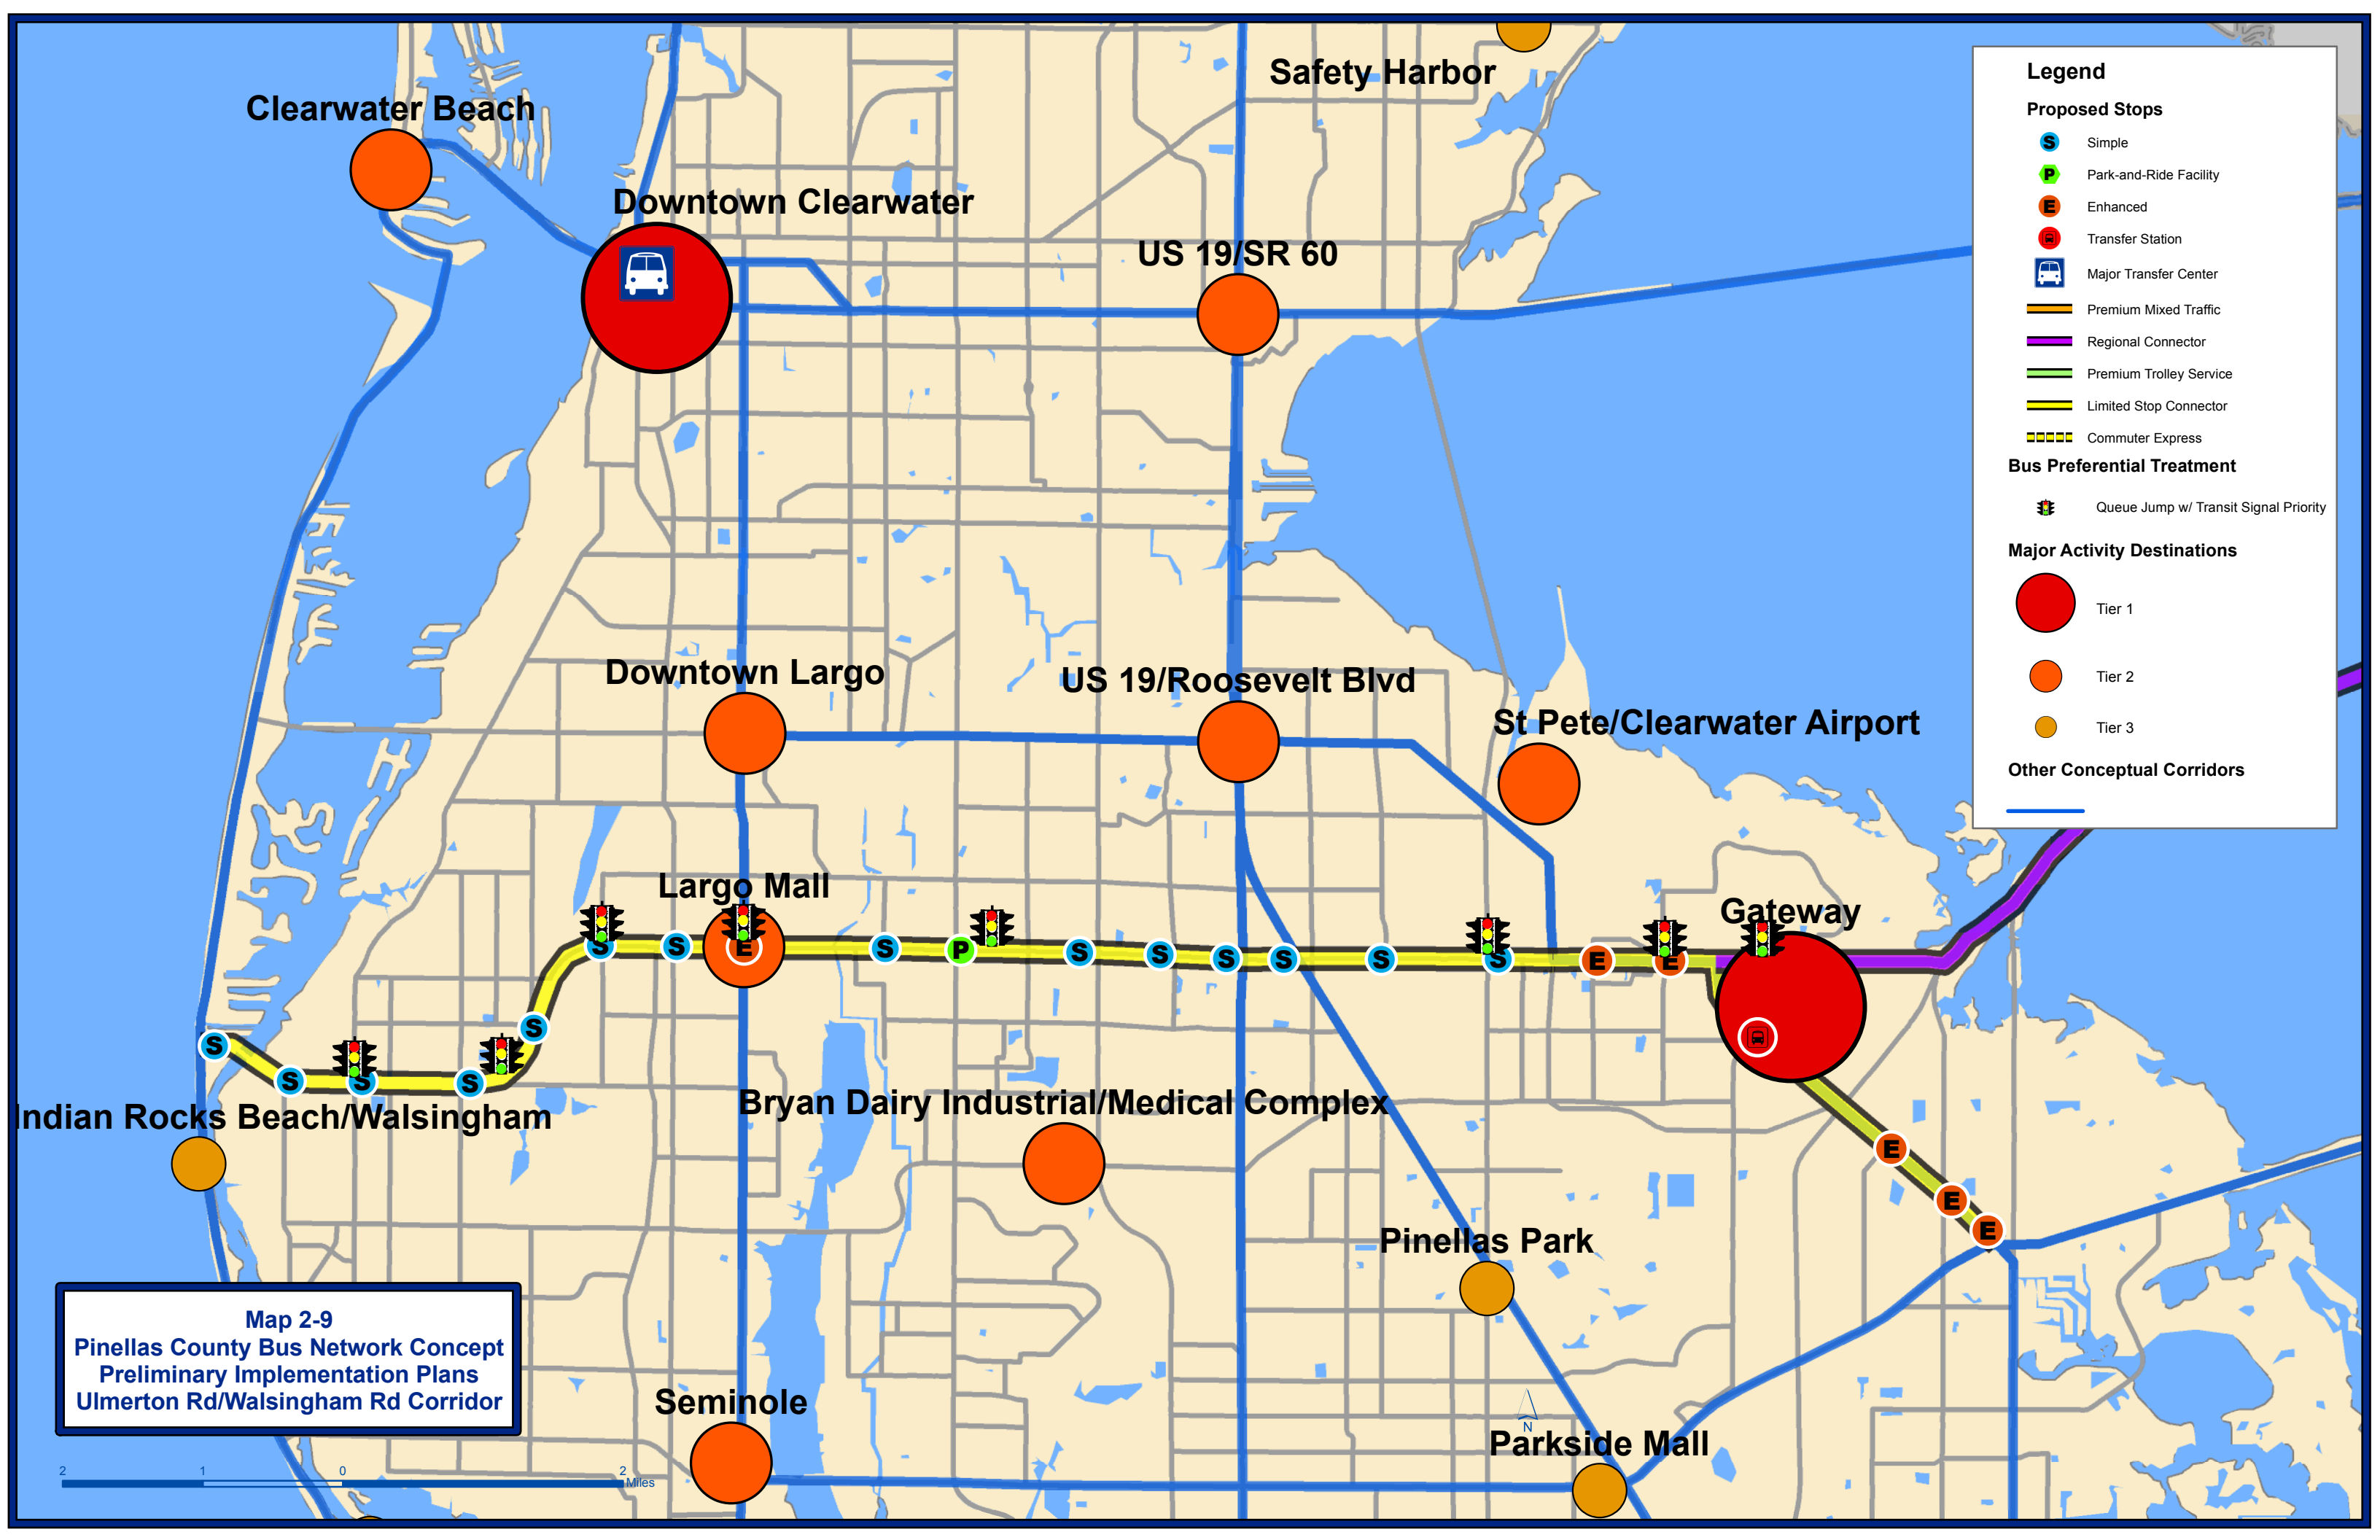 Safety Harbor
Clearwater Beach
Downtown Clearwater
US 19/SR 60
Downtown Largo
US 19/Roosevelt Blvd
St Pete/Clearwater Airport
Largo Mall
Gateway
S
S
E
S
P
S
S
S
S
S
S
E
E
S
S
S
S
S
Indian Rocks Beach/Walsingham
Bryan Dairy Industrial/Medical Complex
E
E
E
Pinellas Park
Seminole
Parkside Mall
N
Legend
Proposed Stops
S Simple
P Park-and-Ride Facility
E Enhanced
Transfer Station
Major Transfer Center
Premium Mixed Traffic
Regional Connector
Premium Trolley Service
Limited Stop Connector
Commuter Express
Bus Preferential Treatment
Queue Jump w/ Transit Signal Priority
Major Activity Destinations
Tier 1
Tier 2
Tier 3
Other Conceptual Corridors
Map 2-9
Pinellas County Bus Network Concept
Preliminary Implementation Plans
Ulmerton Rd/Walsingham Rd Corridor
2 1 0 2
Miles